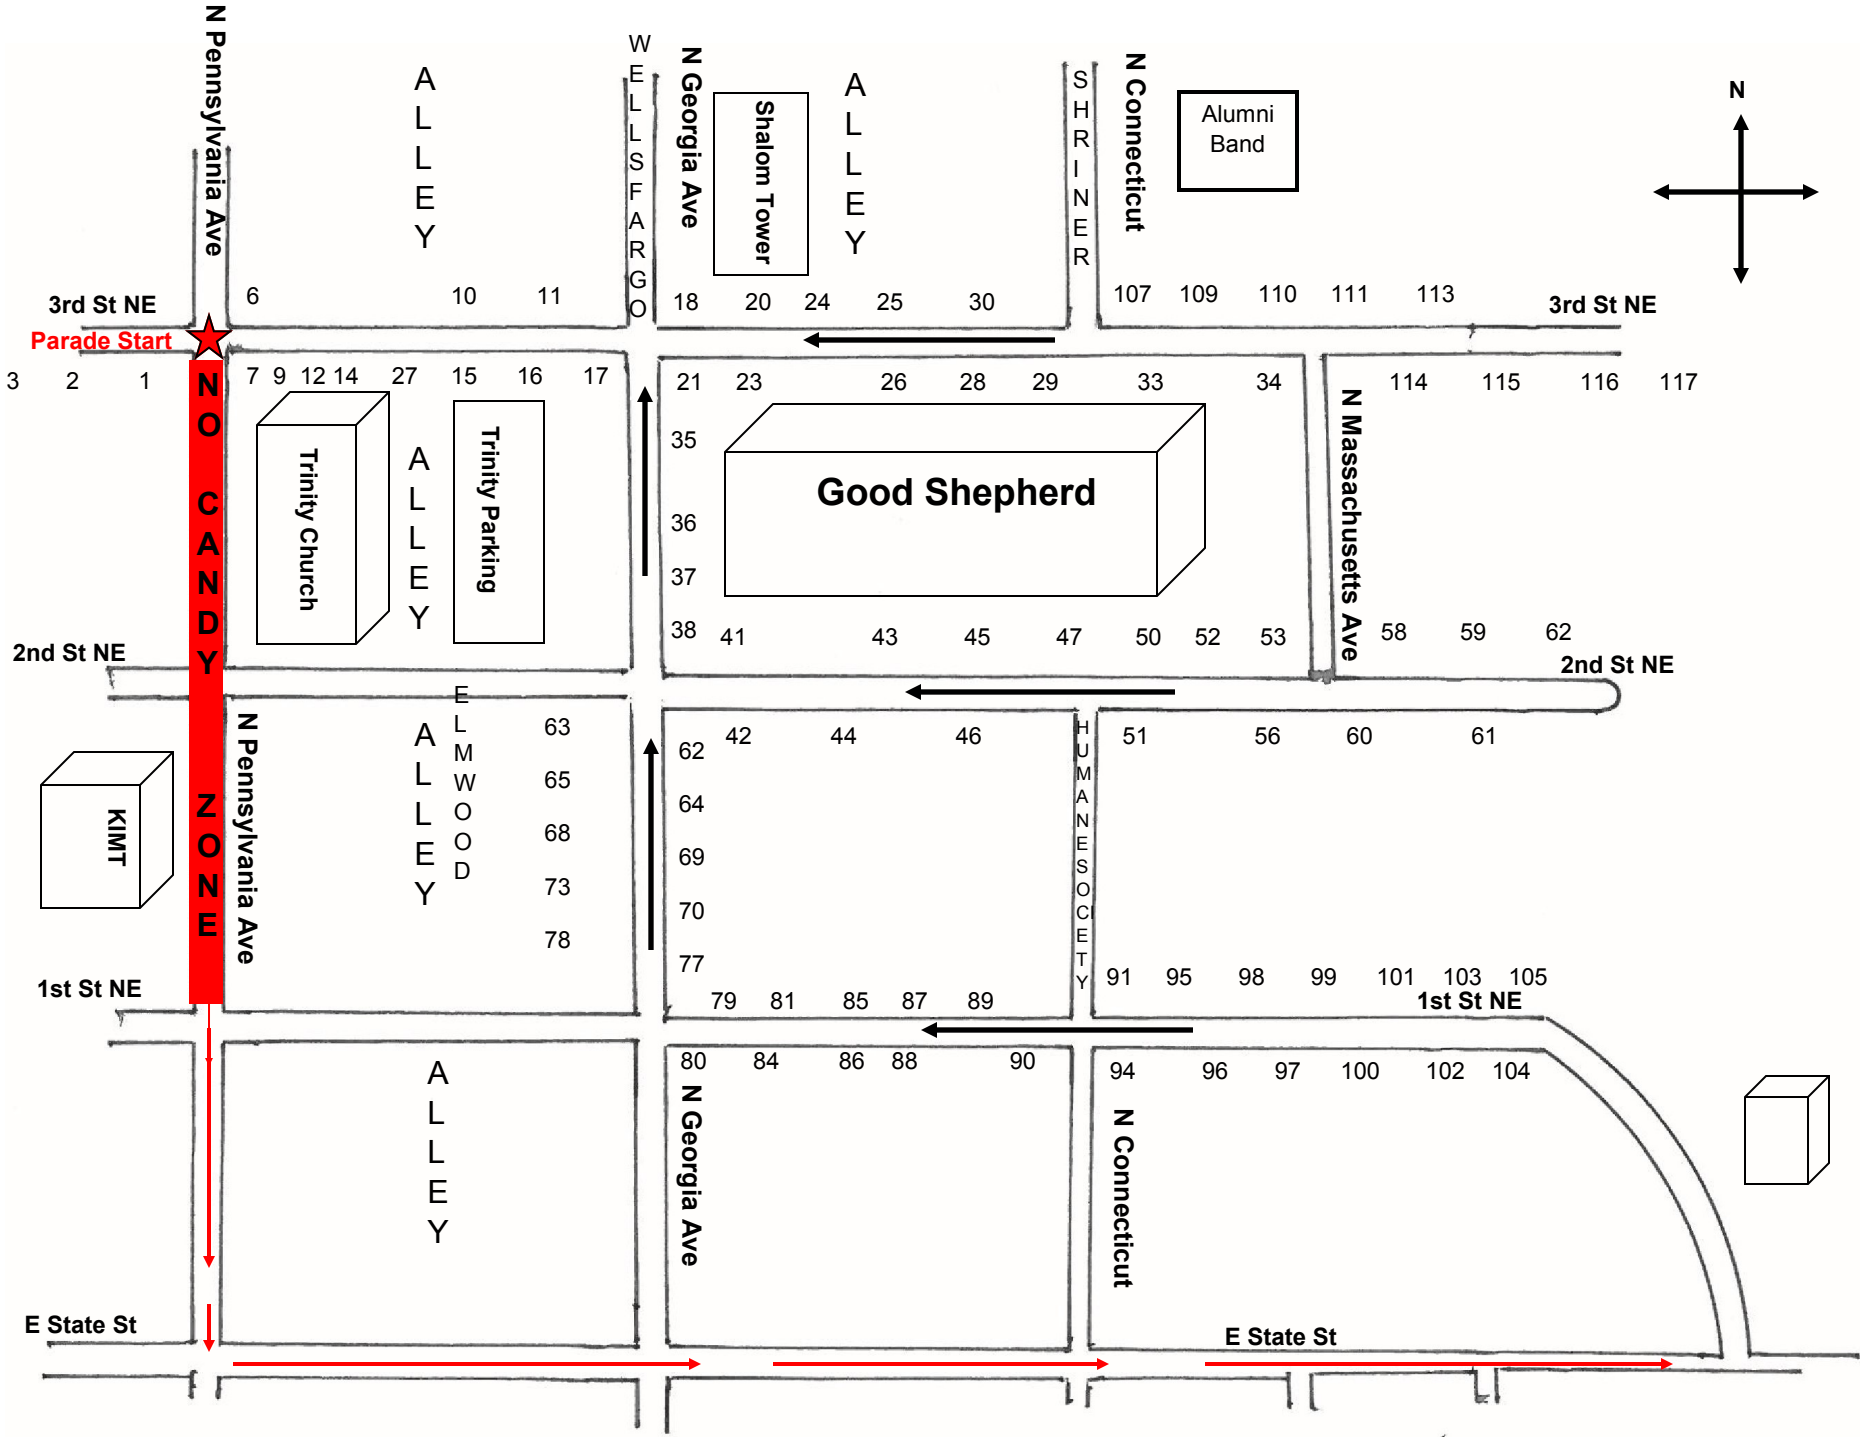 N Pennsylvania Ave
ALLEY
WELLSFARGO
N Georgia Ave
Shalom Tower
ALLEY
SHRINER
N Connecticut
Alumni
Band
N
3rd St NE
6
10
11
18
20
24
25
30
107
109
110
111
113
3rd St NE
Parade Start
3
2
1
7
9
12
14
27
15
16
17
21
23
26
28
29
33
34
114
115
116
117
NO CANDY ZONE
Trinity Church
ALLEY
Trinity Parking
35
36
37
38
Good Shepherd
N Massachusetts Ave
41
43
45
47
50
52
53
58
59
62
2nd St NE
2nd St NE
KIMT
N Pennsylvania Ave
ALLEY
ELMWOOD
63
65
68
73
78
62
64
69
70
77
42
44
46
HUMANESOCIETY
51
56
60
61
1st St NE
79
81
85
87
89
91
95
98
99
101
103
105
1st St NE
80
84
86
88
90
94
96
97
100
102
104
ALLEY
N Georgia Ave
N Connecticut
E State St
E State St